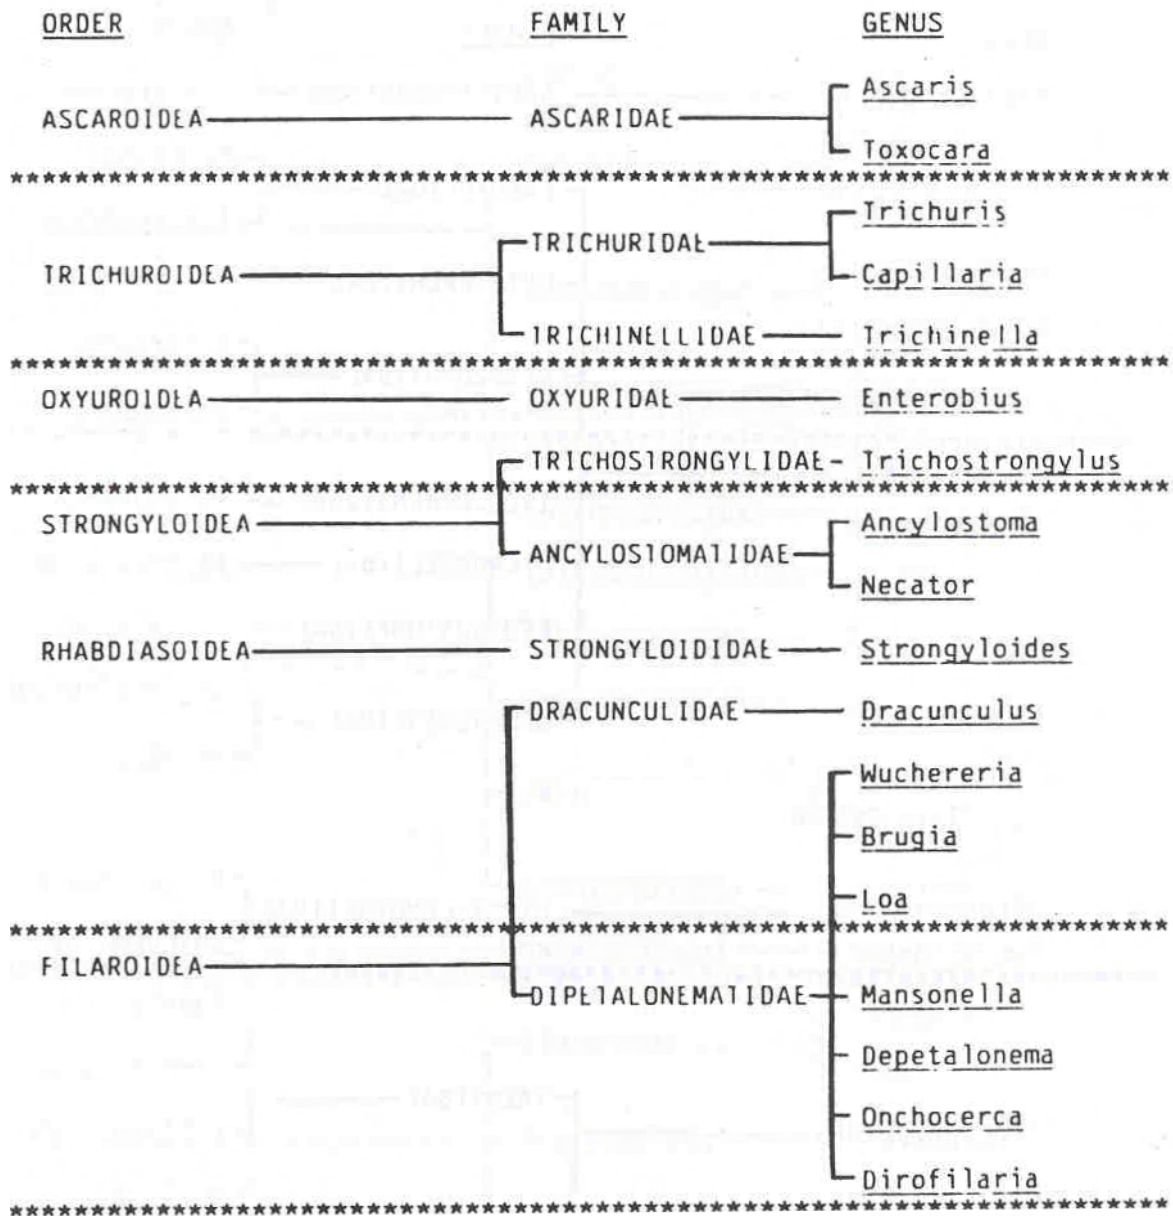 ORDER FAMILY GENUS
Ascaris
ASCAROIDEA ASCARIDAE
Toxocara
************************************************************************
Trichuris
TRICHURIDAE
TRICHUROIDEA Capillaria
TRICHINELLIDAE Trichinella
************************************************************************
OXYUROIDEA OXYURIDAE Enterobius
TRICHOSTRONGYLIDAE - Trichostrongylus
************************************************************************
STRONGYLOIDEA Ancylostoma
ANCYLOSTOMATIDAE
Necator
RHABDIASOIDEA STRONGYLOIDIDAE Strongyloides
DRACUNCULIDAE Dracunculus
Wuchereria
Brugia
Loa
************************************************************************
FILAROIDEA
DIPETALONEMATIDAE Mansonella
Depetalonema
Onchocerca
Dirofilaria
************************************************************************